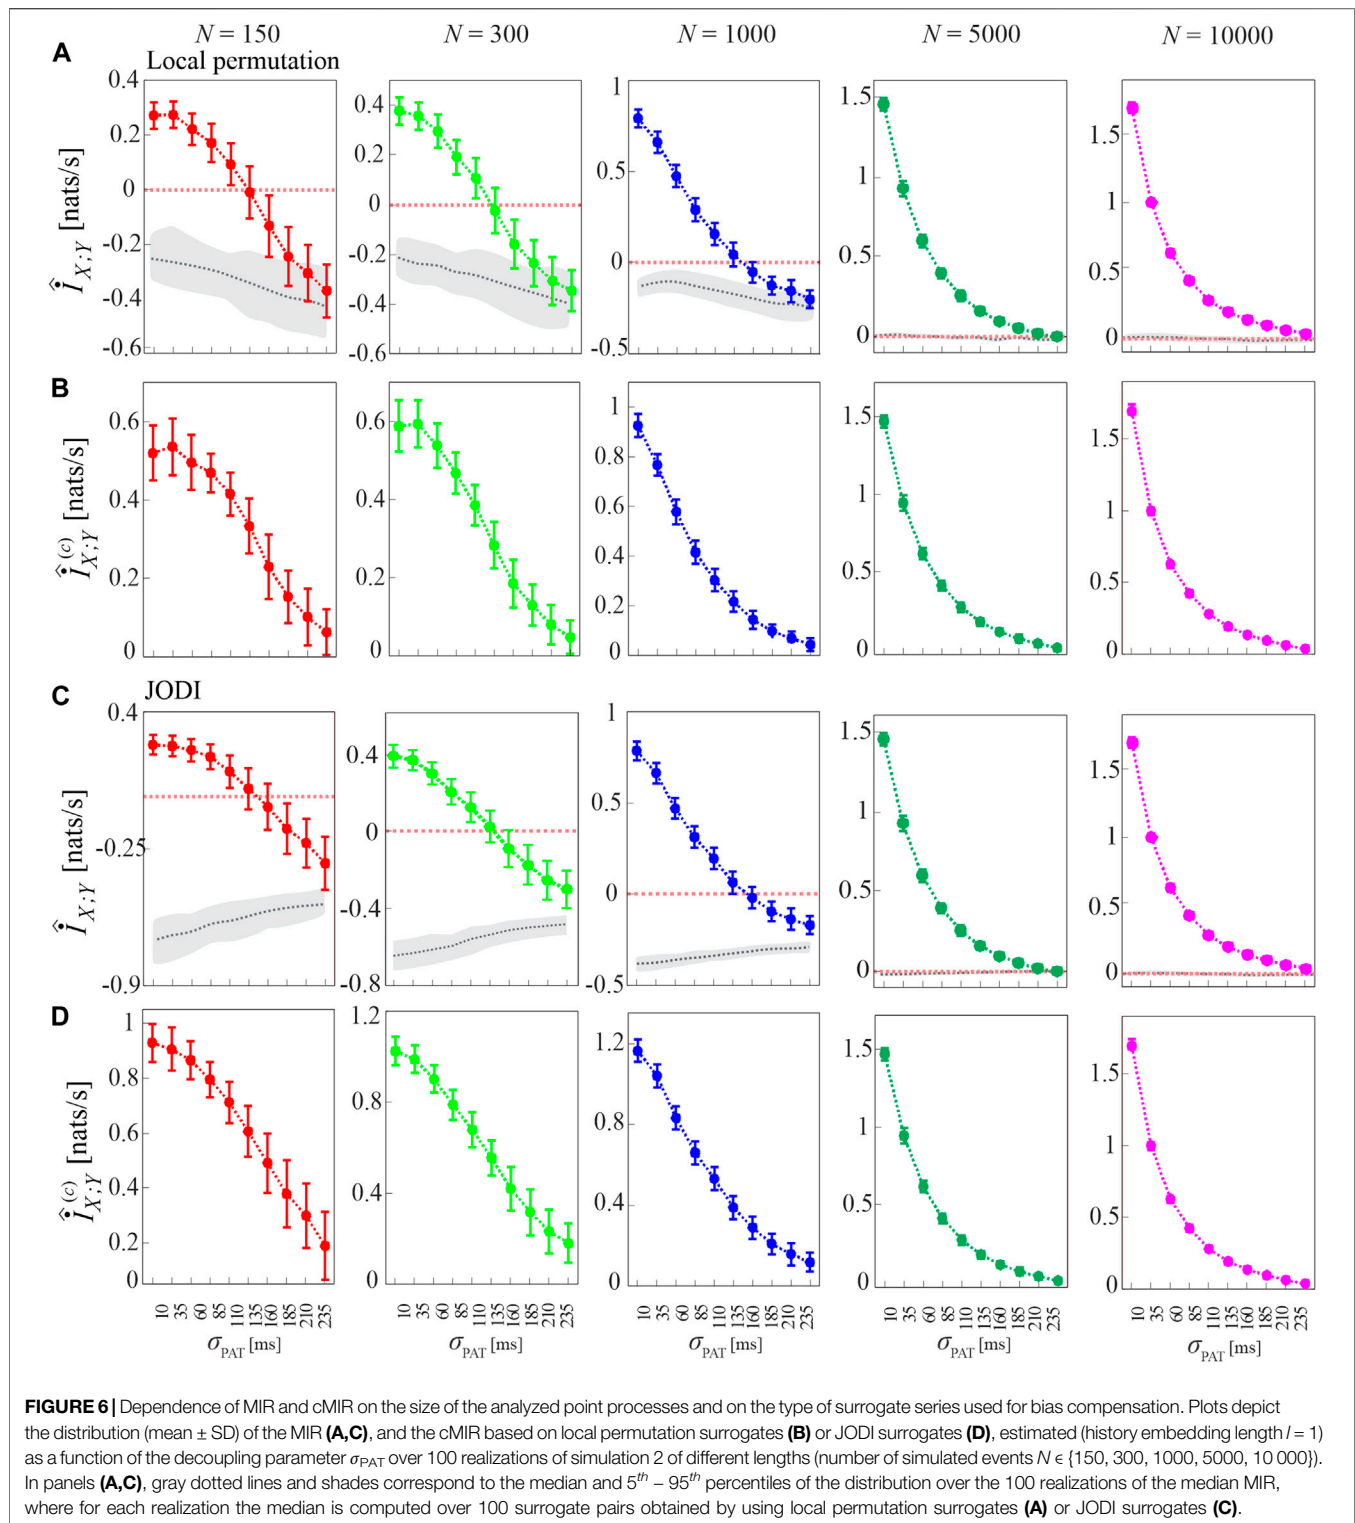 N = 150 N = 300 N = 1000 N = 5000 N = 10000
A Local permutation
0.4 0.2 0 -0.2 -0.4 -0.6
0.4 0.2 0 -0.2 -0.4 -0.6
1 0.5 0 -0.5
1.5 1 0.5 0
1.5 1 0.5 0
Î_X;Y [nats/s]
B
0.6 0.4 0.2 0
0.6 0.4 0.2 0
1 0.8 0.6 0.4 0.2 0
1.5 1 0.5 0
1.5 1 0.5 0
Î^(c)_X;Y [nats/s]
C JODI
0.4 -0.25 -0.9
0.4 0 -0.4 -0.8
1 0.5 0 -0.5
1.5 1 0.5 0
1.5 1 0.5 0
Î_X;Y [nats/s]
D
1 0.8 0.6 0.4 0.2 0
1.2 0.8 0.4 0
1.2 0.8 0.4 0
1.5 1 0.5 0
1.5 1 0.5 0
Î^(c)_X;Y [nats/s]
10 35 60 85 110 135 160 185 210 235
10 35 60 85 110 135 160 185 210 235
10 35 60 85 110 135 160 185 210 235
10 35 60 85 110 135 160 185 210 235
10 35 60 85 110 135 160 185 210 235
σPAT [ms] σPAT [ms] σPAT [ms] σPAT [ms] σPAT [ms]
FIGURE 6 | Dependence of MIR and cMIR on the size of the analyzed point processes and on the type of surrogate series used for bias compensation. Plots depict
the distribution (mean ± SD) of the MIR (A,C), and the cMIR based on local permutation surrogates (B) or JODI surrogates (D), estimated (history embedding length l = 1)
as a function of the decoupling parameter σPAT over 100 realizations of simulation 2 of different lengths (number of simulated events N ∈ {150, 300, 1000, 5000, 10 000}).
In panels (A,C), gray dotted lines and shades correspond to the median and 5th – 95th percentiles of the distribution over the 100 realizations of the median MIR,
where for each realization the median is computed over 100 surrogate pairs obtained by using local permutation surrogates (A) or JODI surrogates (C).